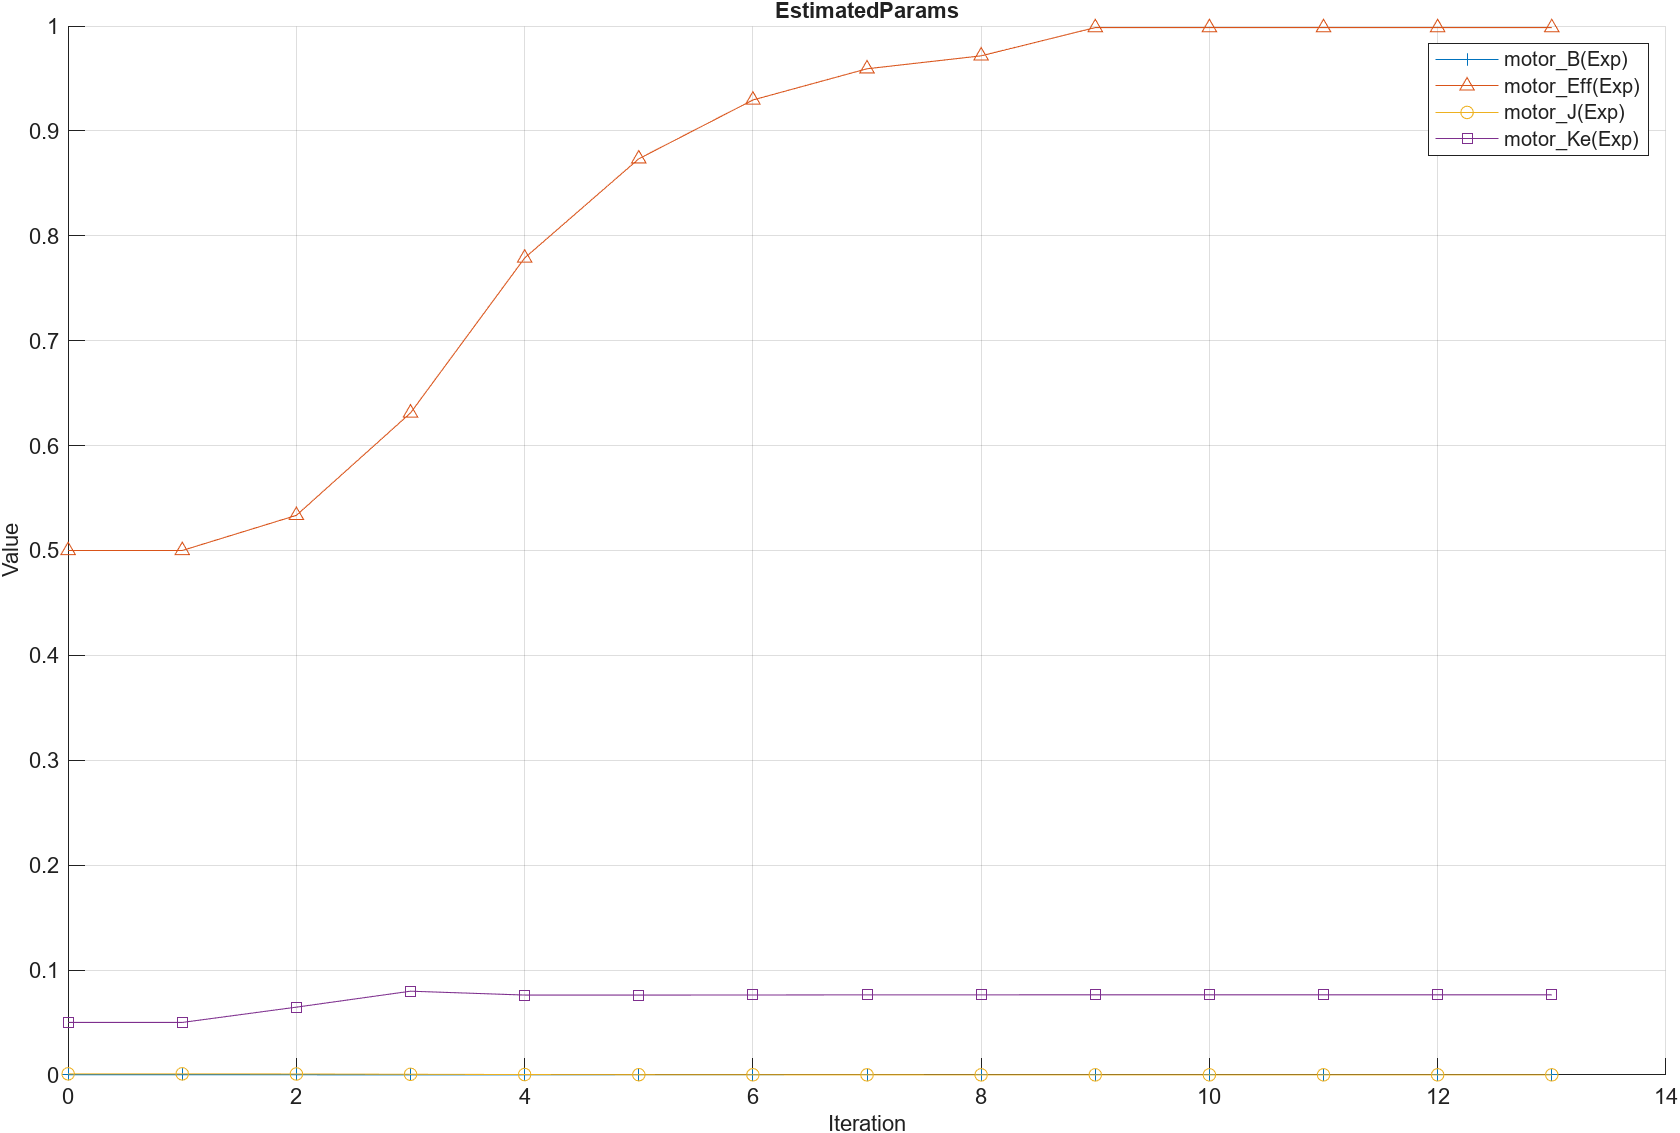 EstimatedParams
1
0.9
0.8
0.7
0.6
0.5
0.4
0.3
0.2
0.1
0
Value
motor_B(Exp)
motor_Eff(Exp)
motor_J(Exp)
motor_Ke(Exp)
0 2 4 6 8 10 12 14
Iteration